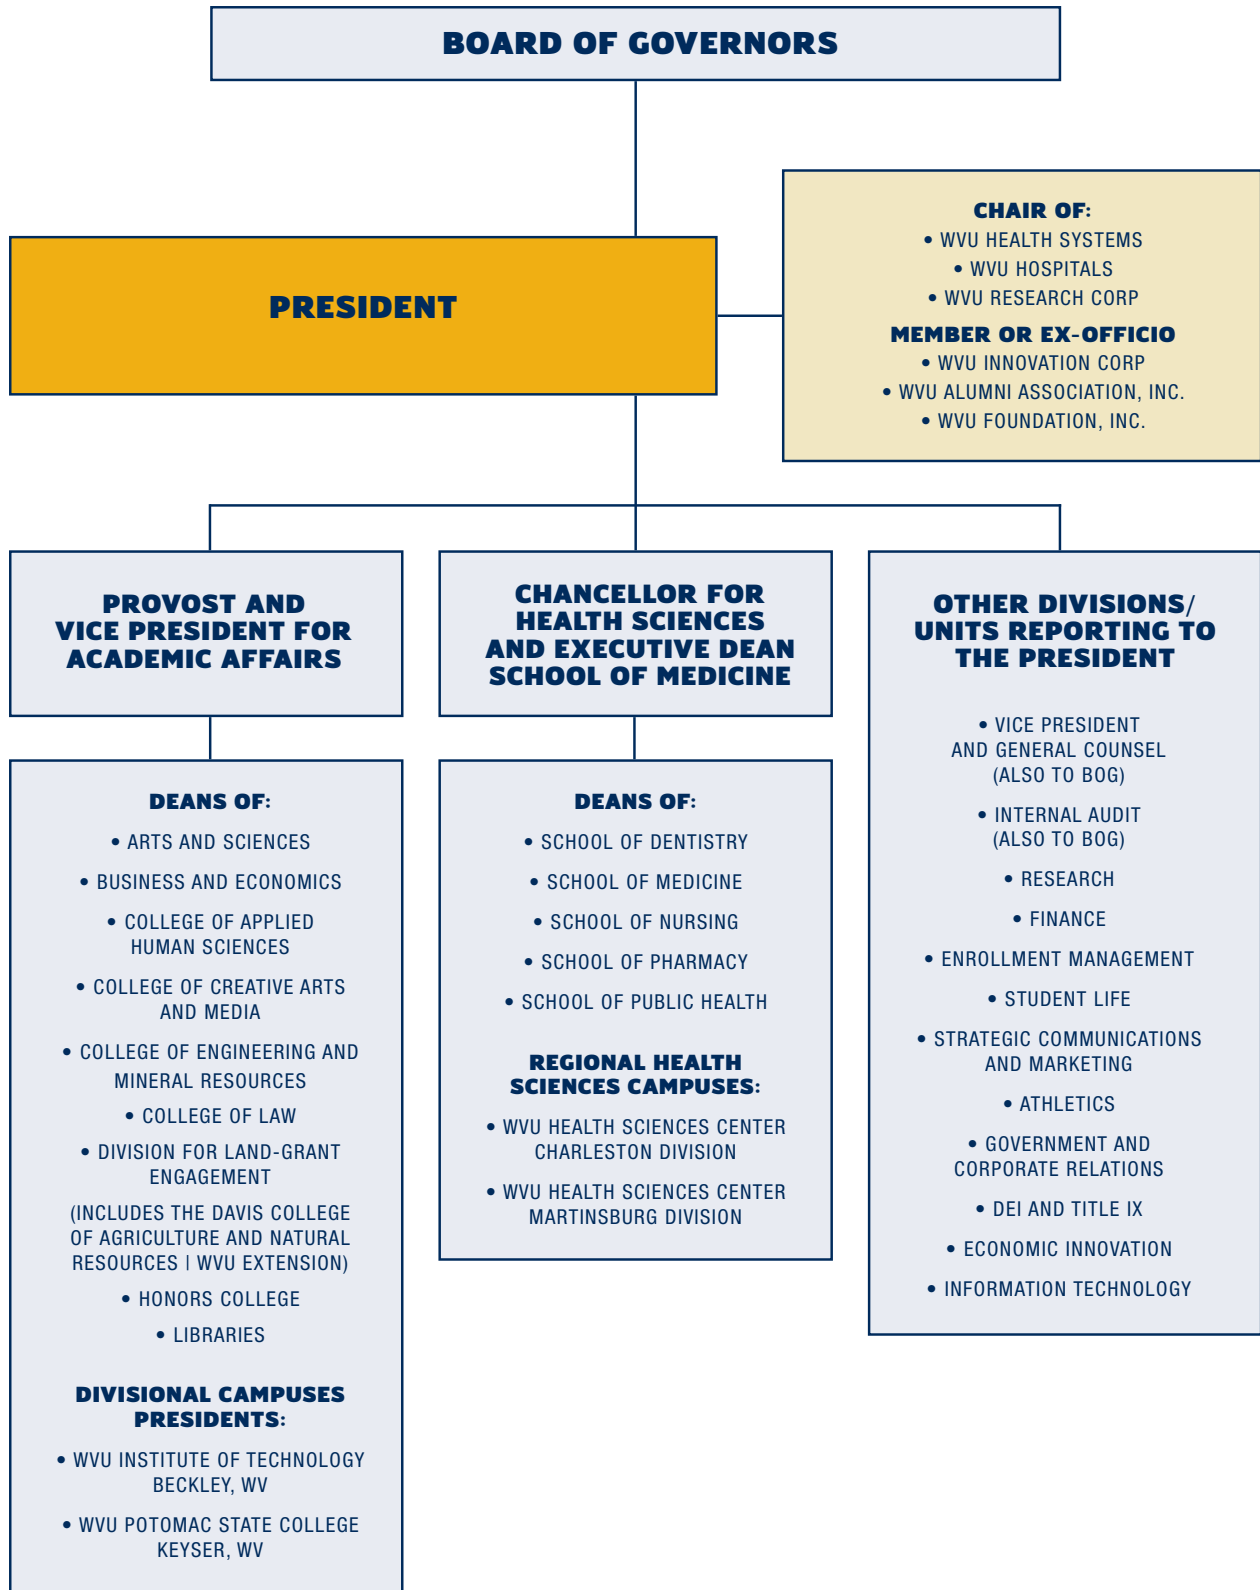 BOARD OF GOVERNORS
PRESIDENT
CHAIR OF:
• WVU HEALTH SYSTEMS
• WVU HOSPITALS
• WVU RESEARCH CORP
MEMBER OR EX-OFFICIO
• WVU INNOVATION CORP
• WVU ALUMNI ASSOCIATION, INC.
• WVU FOUNDATION, INC.
PROVOST AND
VICE PRESIDENT FOR
ACADEMIC AFFAIRS
DEANS OF:
• ARTS AND SCIENCES
• BUSINESS AND ECONOMICS
• COLLEGE OF APPLIED
HUMAN SCIENCES
• COLLEGE OF CREATIVE ARTS
AND MEDIA
• COLLEGE OF ENGINEERING AND
MINERAL RESOURCES
• COLLEGE OF LAW
• DIVISION FOR LAND-GRANT
ENGAGEMENT
(INCLUDES THE DAVIS COLLEGE
OF AGRICULTURE AND NATURAL
RESOURCES | WVU EXTENSION)
• HONORS COLLEGE
• LIBRARIES
DIVISIONAL CAMPUSES
PRESIDENTS:
• WVU INSTITUTE OF TECHNOLOGY
BECKLEY, WV
• WVU POTOMAC STATE COLLEGE
KEYSER, WV
CHANCELLOR FOR
HEALTH SCIENCES
AND EXECUTIVE DEAN
SCHOOL OF MEDICINE
DEANS OF:
• SCHOOL OF DENTISTRY
• SCHOOL OF MEDICINE
• SCHOOL OF NURSING
• SCHOOL OF PHARMACY
• SCHOOL OF PUBLIC HEALTH
REGIONAL HEALTH
SCIENCES CAMPUSES:
• WVU HEALTH SCIENCES CENTER
CHARLESTON DIVISION
• WVU HEALTH SCIENCES CENTER
MARTINSBURG DIVISION
OTHER DIVISIONS/
UNITS REPORTING TO
THE PRESIDENT
• VICE PRESIDENT
AND GENERAL COUNSEL
(ALSO TO BOG)
• INTERNAL AUDIT
(ALSO TO BOG)
• RESEARCH
• FINANCE
• ENROLLMENT MANAGEMENT
• STUDENT LIFE
• STRATEGIC COMMUNICATIONS
AND MARKETING
• ATHLETICS
• GOVERNMENT AND
CORPORATE RELATIONS
• DEI AND TITLE IX
• ECONOMIC INNOVATION
• INFORMATION TECHNOLOGY